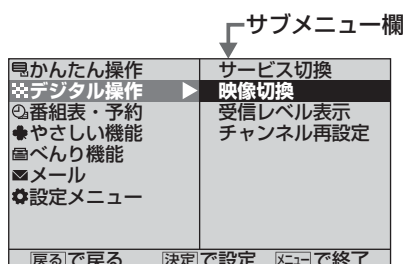 サブメニュー欄
かんたん操作
デジタル操作
番組表・予約
やさしい機能
べんり機能
メール
設定メニュー
サービス切換
映像切換
受信レベル表示
チャンネル再設定
戻るで戻る 決定で設定 メニューで終了